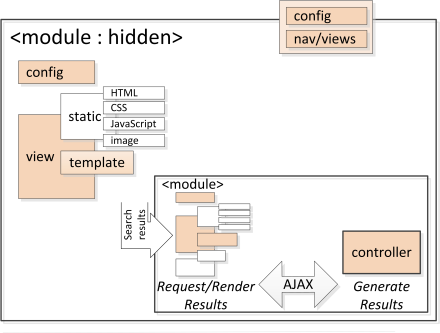 config
nav/views
<module : hidden>
config
HTML
CSS
static
JavaScript
image
view
template
<module>
Search
results
controller
AJAX
Request/Render
Results
Generate
Results